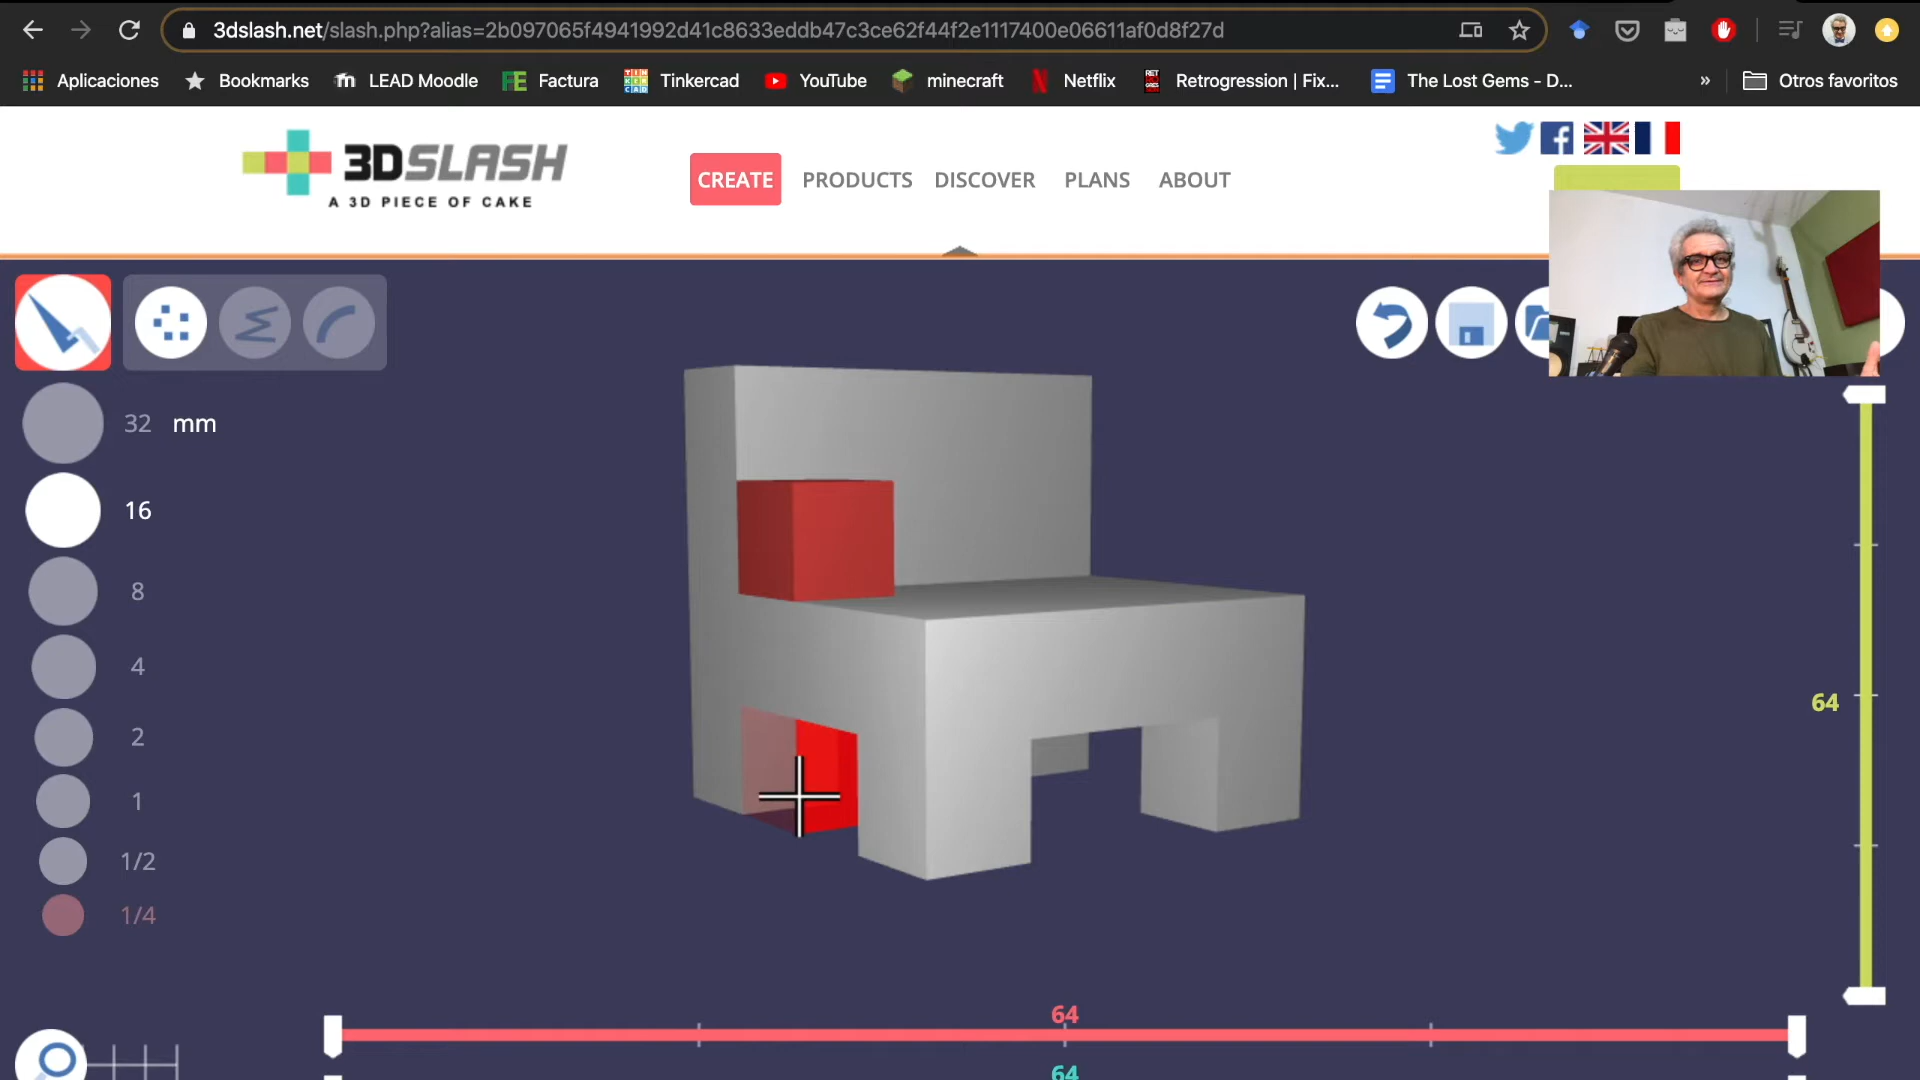 3dslash.net/slash.php?alias=2b097065f4941992d41c8633eddb47c3ce62f44f2e1117400e06611af0d8f27d
Aplicaciones Bookmarks LEAD Moodle Factura Tinkercad YouTube minecraft Netflix Retrogression | Fix... The Lost Gems - D... » Otros favoritos
3DSLASH
A 3D PIECE OF CAKE
CREATE PRODUCTS DISCOVER PLANS ABOUT
32 mm
16
8
4
2
1
1/2
1/4
64
64
64